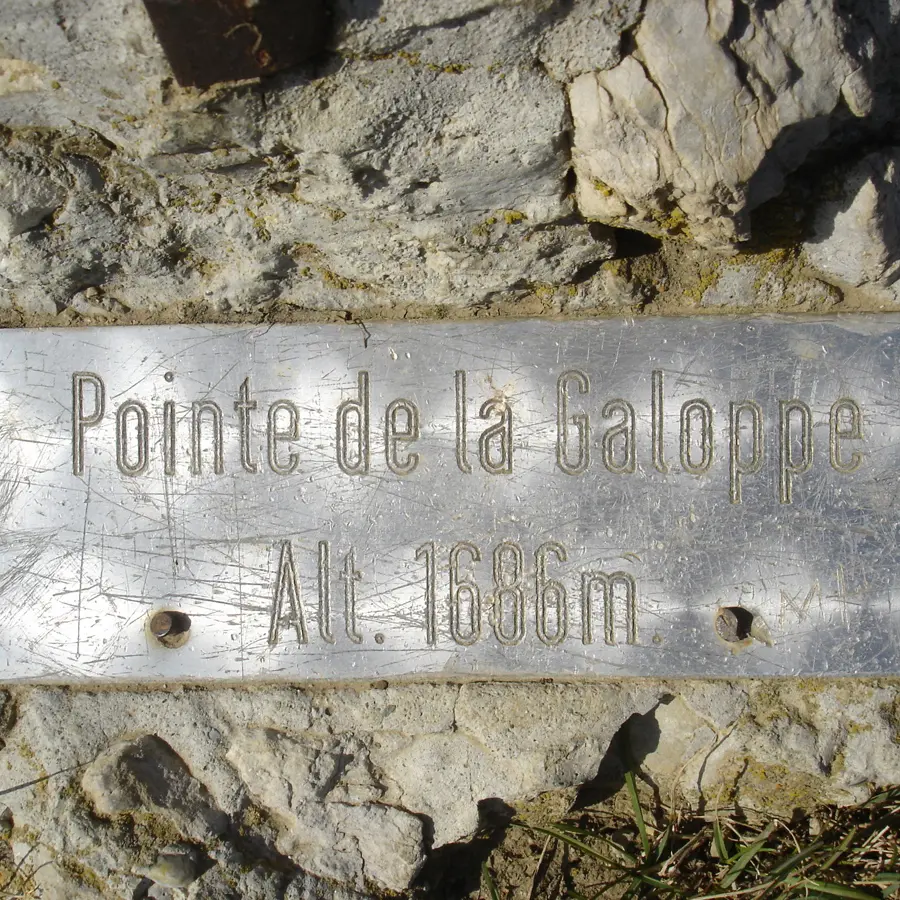 Pointe de la Galoppe
Alt. 1686m.